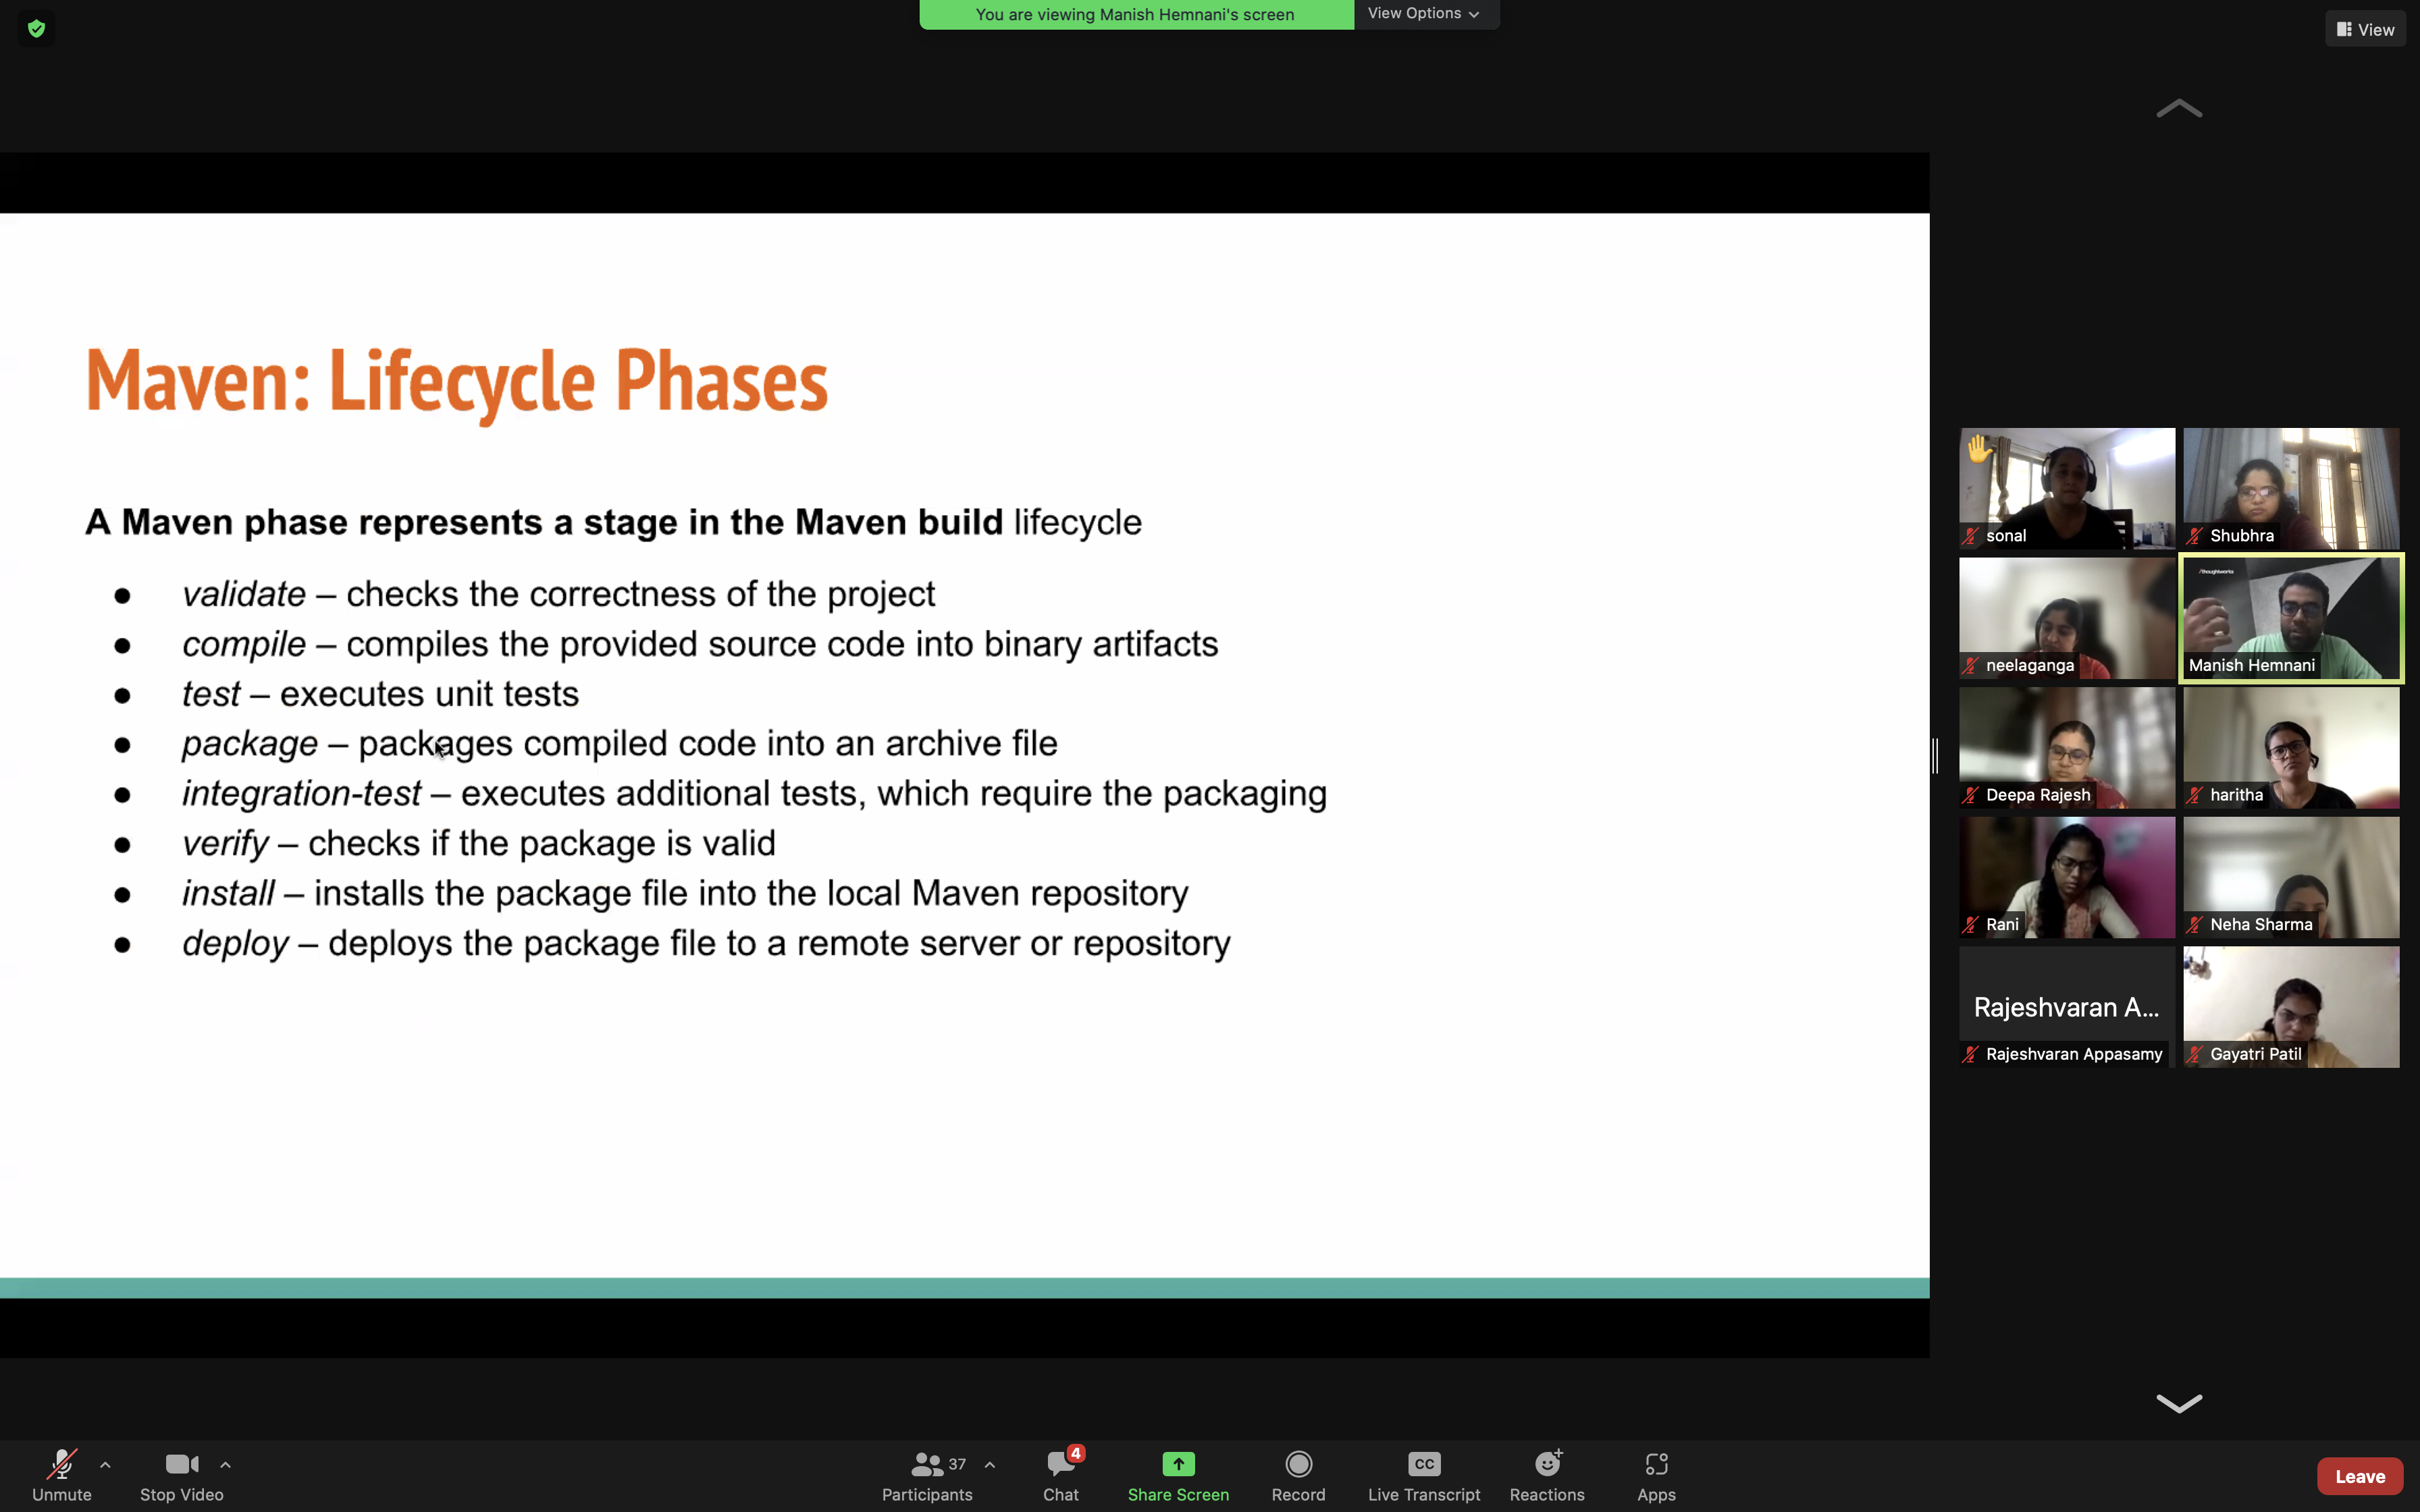 You are viewing Manish Hemnani's screen
View Options
View
Maven: Lifecycle Phases
A Maven phase represents a stage in the Maven build lifecycle
● validate – checks the correctness of the project
● compile – compiles the provided source code into binary artifacts
● test – executes unit tests
● package – packages compiled code into an archive file
● integration-test – executes additional tests, which require the packaging
● verify – checks if the package is valid
● install – installs the package file into the local Maven repository
● deploy – deploys the package file to a remote server or repository
sonal
Shubhra
neelaganga
/thoughtworks
Manish Hemnani
Deepa Rajesh
haritha
Rani
Neha Sharma
Rajeshvaran A...
Rajeshvaran Appasamy
Gayatri Patil
Unmute
Stop Video
37
Participants
4
Chat
Share Screen
Record
CC
Live Transcript
Reactions
Apps
Leave